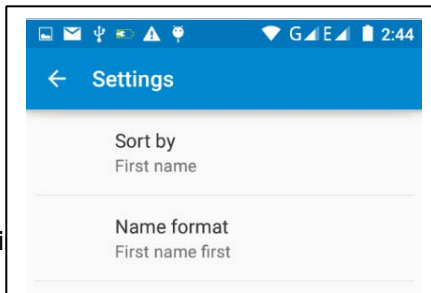 G E 2:44
Settings
Sort by
First name
Name format
i
First name first